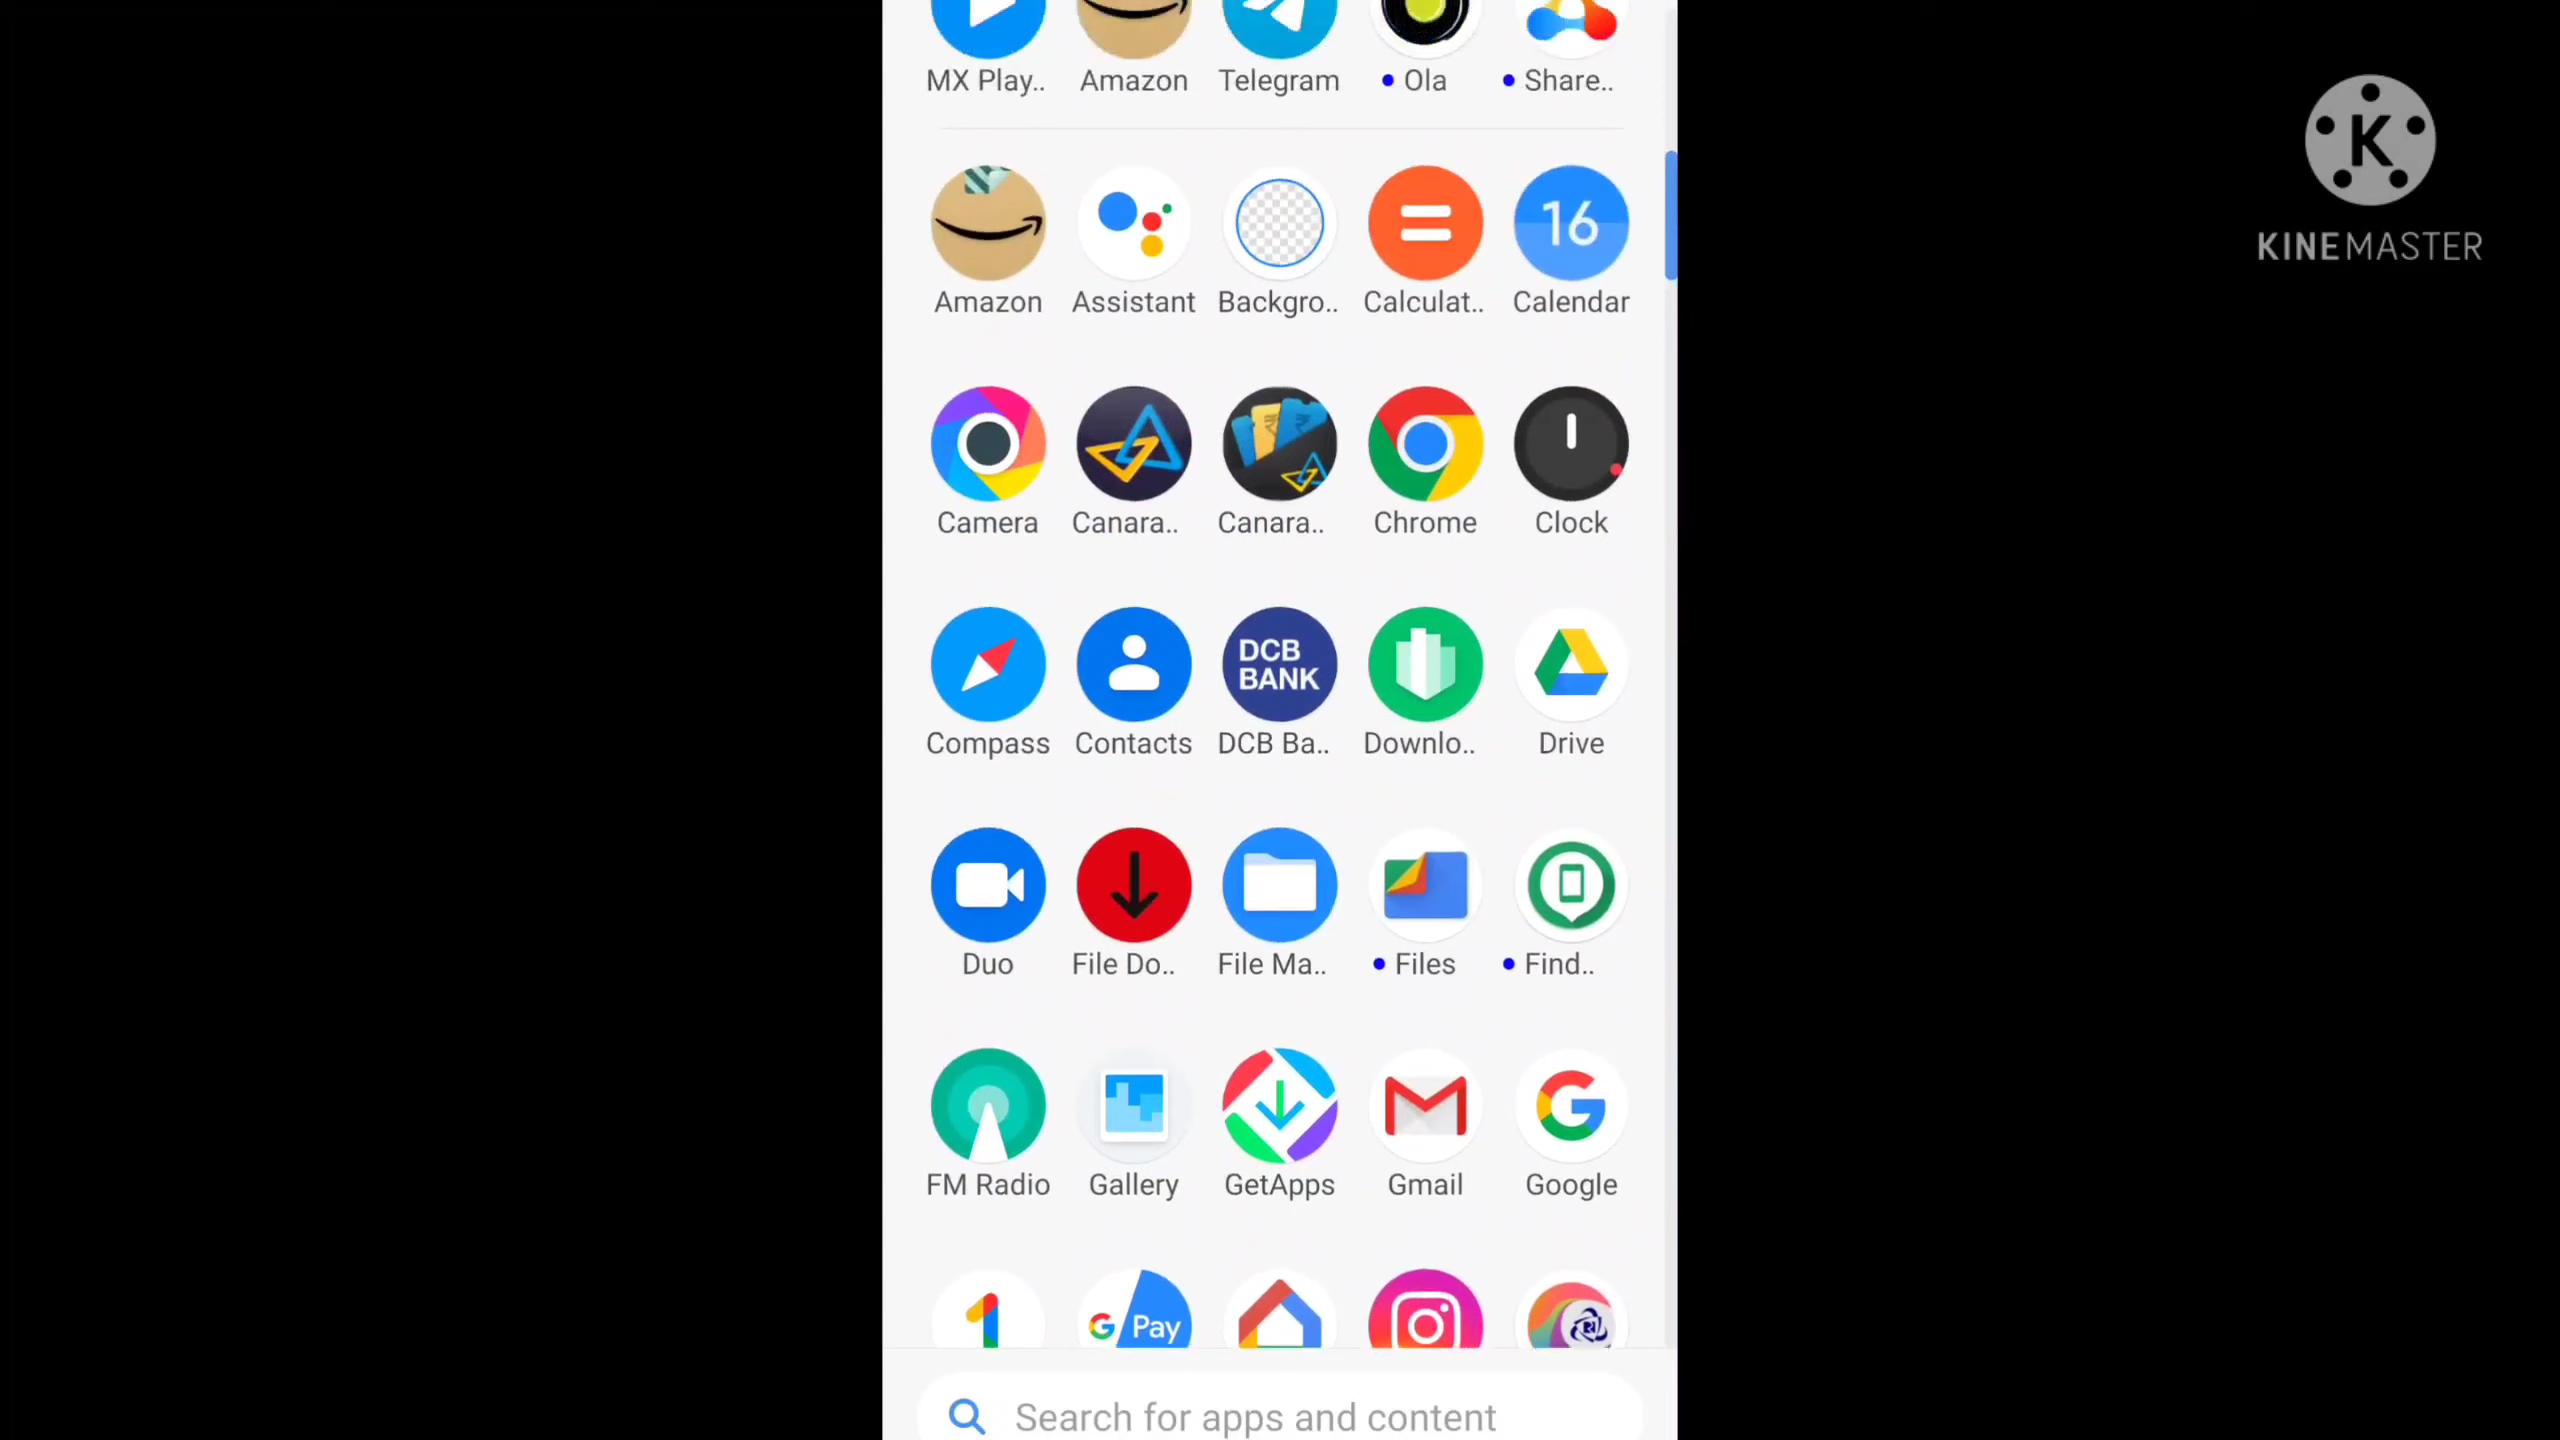 MX Play.. Amazon Telegram Ola Share..
K
KINEMASTER
16
Amazon Assistant Backgro.. Calculat.. Calendar
Camera Canara.. Canara.. Chrome Clock
DCB
BANK
Compass Contacts DCB Ba.. Downlo.. Drive
Duo File Do.. File Ma.. Files Find..
FM Radio Gallery GetApps Gmail Google
G Pay
Search for apps and content